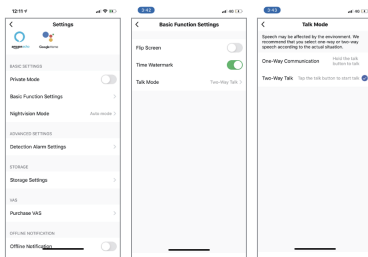 12:11
Settings
amazon alexa
Google Home
BASIC SETTINGS
Private Mode
Basic Function Settings
Nightvision Mode Auto mode
ADVANCED SETTINGS
Detection Alarm Settings
STORAGE
Storage Settings
VAS
Purchase VAS
OFFLINE NOTIFICATION
Offline Notification
3:42
4G
Basic Function Settings
Flip Screen
Time Watermark
Talk Mode Two-Way Talk
3:42
4G
Talk Mode
Speech may be affected by the environment. We
recommend that you select one-way or two-way
speech according to the actual situation.
One-Way Communication Hold the talk
button to talk
Two-Way Talk Tap the talk button to start talk